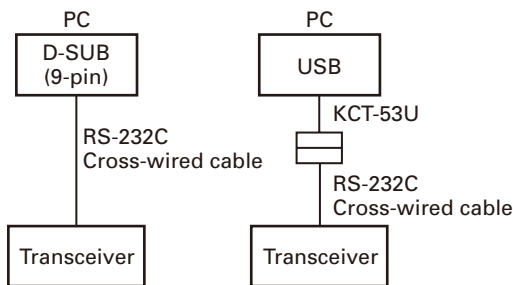 PC
D-SUB
(9-pin)
RS-232C
Cross-wired cable
Transceiver
PC
USB
KCT-53U
RS-232C
Cross-wired cable
Transceiver